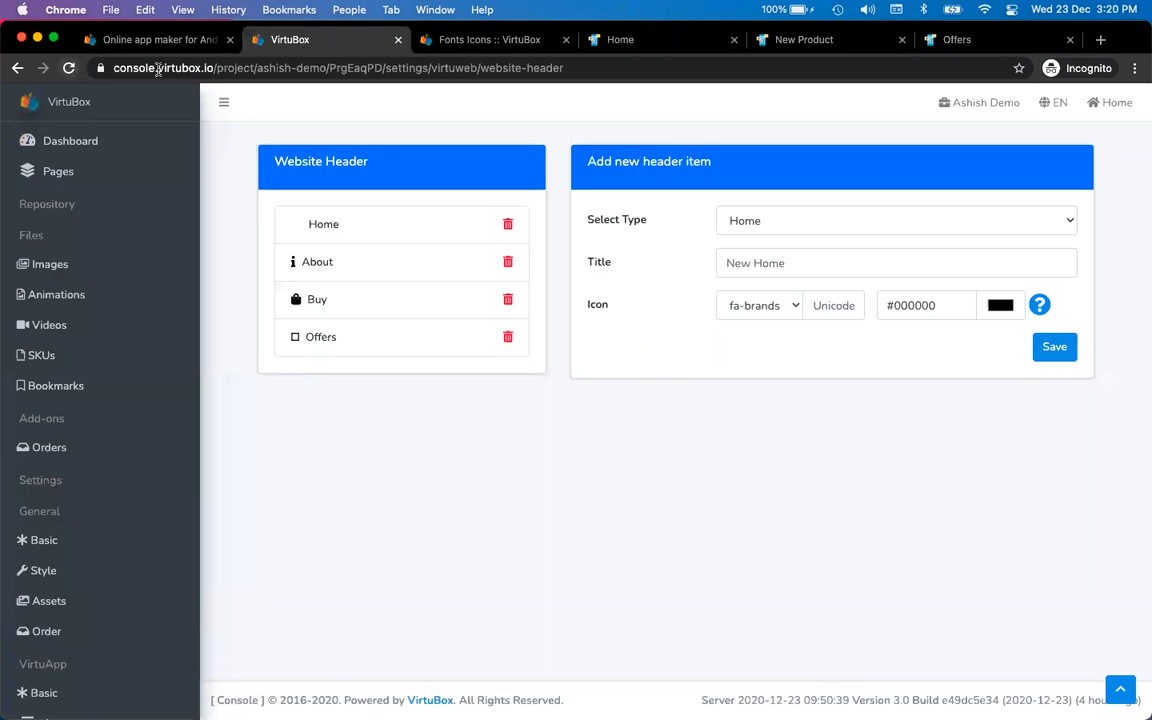 Chrome File Edit View History Bookmarks People Tab Window Help 100% Wed 23 Dec 3:20 PM
Online app maker for And VirtuBox Fonts Icons :: VirtuBox Home New Product Offers
console.virtubox.io/project/ashish-demo/PrgEaqPD/settings/virtuweb/website-header Incognito
VirtuBox
Ashish Demo EN Home
Dashboard
Pages
Repository
Files
Images
Animations
Videos
SKUs
Bookmarks
Add-ons
Orders
Settings
General
Basic
Style
Assets
Order
VirtuApp
Basic
Website Header
Home
About
Buy
Offers
Add new header item
Select Type Home
Title New Home
Icon fa-brands Unicode #000000 ?
Save
[ Console ] © 2016-2020. Powered by VirtuBox. All Rights Reserved.
Server 2020-12-23 09:50:39 Version 3.0 Build e49dc5e34 (2020-12-23) (4 hou